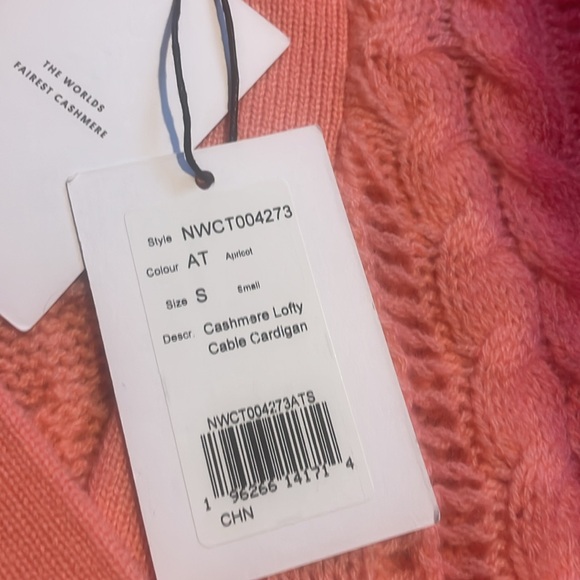 THE WORLDS
FAIREST CASHMERE
Style NWCT004273
Colour AT Apricot
Size S Small
Descr. Cashmere Lofty
Cable Cardigan
NWCT004273ATS
1 96266 14171 4
CHN